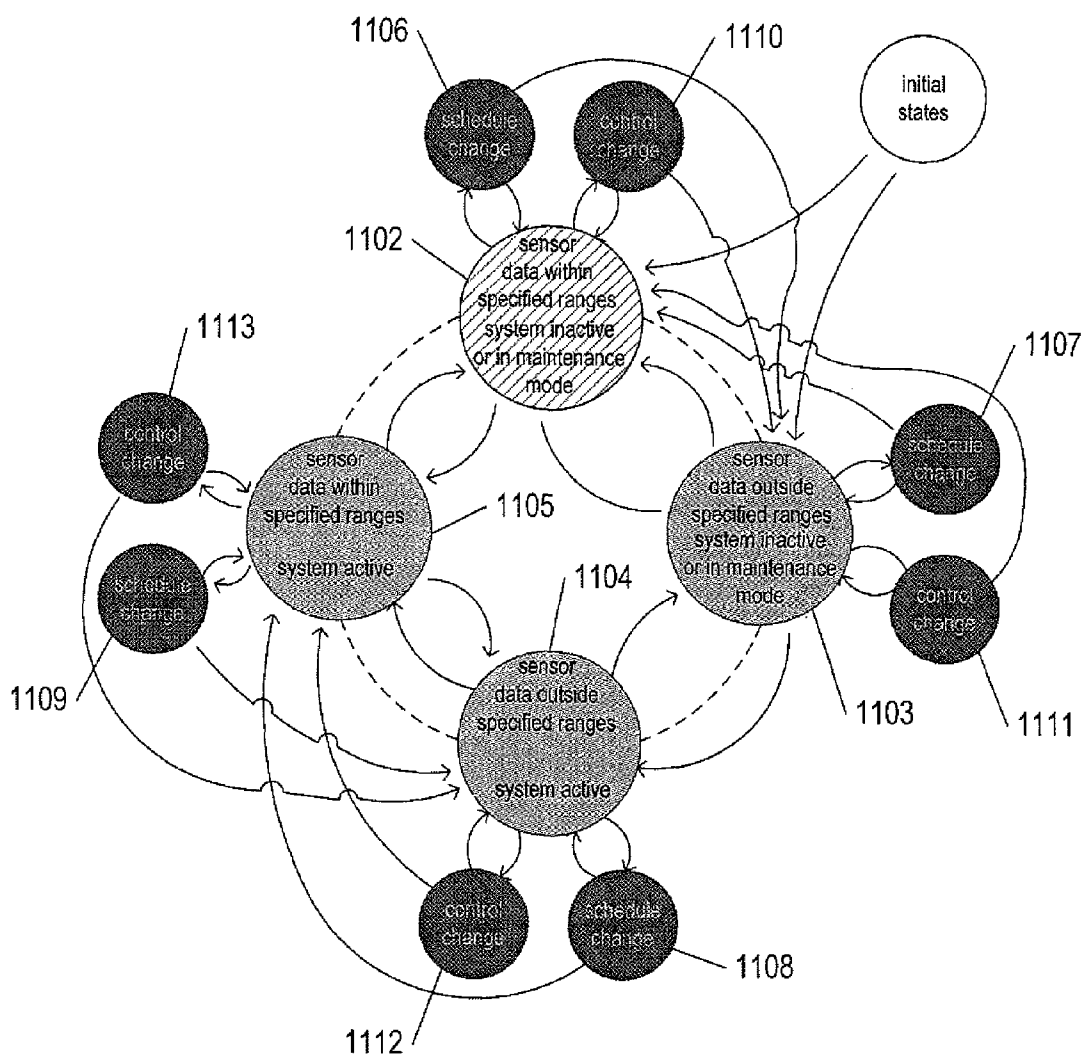 1106
1110
schedule
change
control
change
initial
states
1102
sensor
data within
specified ranges
system inactive
or in maintenance
mode
1113
1107
control
change
sensor
data within
specified ranges
system active
1105
sensor
data outside
specified ranges
system inactive
or in maintenance
mode
schedule
change
1104
schedule
change
control
change
1109
sensor
data outside
specified ranges
system active
1103
1111
control
change
schedule
change
1108
1112